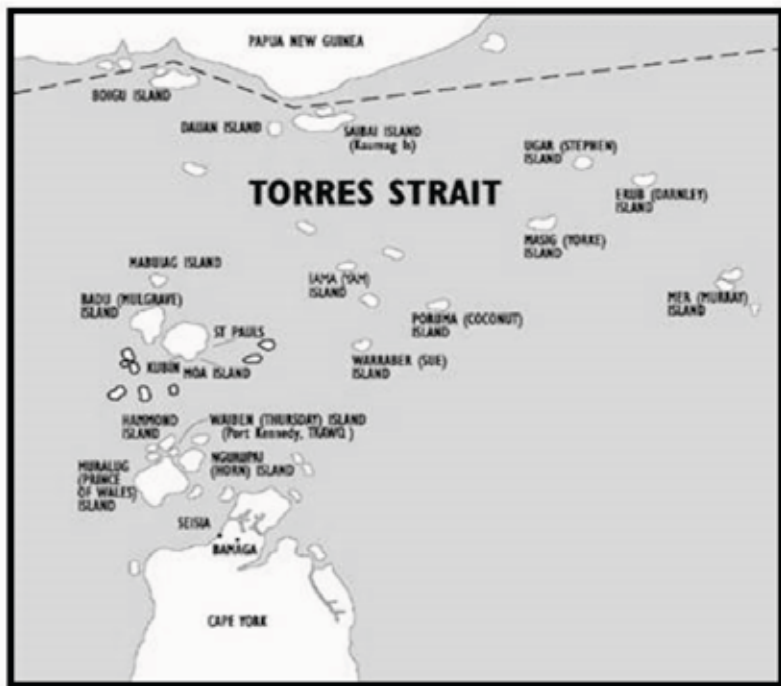 PAPUA NEW GUINEA
BOIGU ISLAND
DAUAN ISLAND
SAIBAI ISLAND
(Kaumag Is)
UGAR (STEPHEN)
ISLAND
TORRES STRAIT
ERUB (DARNLEY)
ISLAND
MASIG (YORKE)
ISLAND
MABUIAG ISLAND
IAMA (YAM)
ISLAND
BADU (MULGRAVE)
ISLAND
MER (MURRAY)
ISLAND
PORUMA (COCONUT)
ISLAND
ST PAULS
WARRABER (SUE)
ISLAND
KUBIN
MOA ISLAND
HAMMOND
ISLAND
WAIBEN (THURSDAY) ISLAND
(Port Kennedy, TRAWQ)
MURALUG
(PRINCE
OF WALES)
ISLAND
NGURUPAI
(HORN) ISLAND
SEISIA
BAMAGA
CAPE YORK